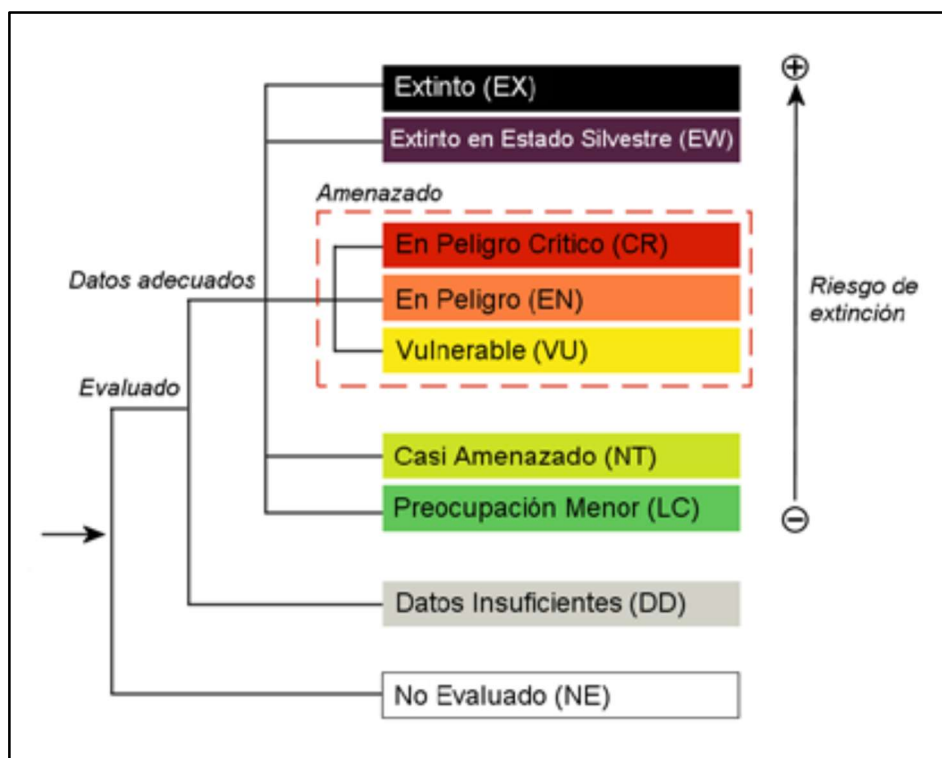 Extinto (EX)
Extinto en Estado Silvestre (EW)
Amenazado
En Peligro Critico (CR)
Datos adecuados
En Peligro (EN)
Riesgo de
extinción
Vulnerable (VU)
Evaluado
Casi Amenazado (NT)
Preocupación Menor (LC)
Datos Insuficientes (DD)
No Evaluado (NE)